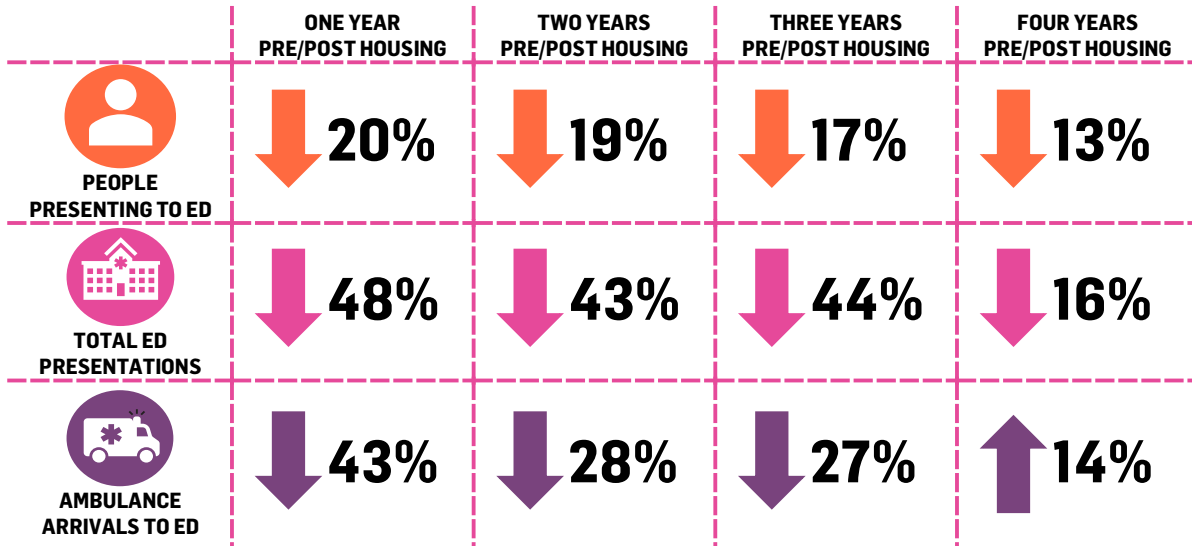 ONE YEAR
PRE/POST HOUSING
TWO YEARS
PRE/POST HOUSING
THREE YEARS
PRE/POST HOUSING
FOUR YEARS
PRE/POST HOUSING
PEOPLE
PRESENTING TO ED
20%
19%
17%
13%
TOTAL ED
PRESENTATIONS
48%
43%
44%
16%
AMBULANCE
ARRIVALS TO ED
43%
28%
27%
14%